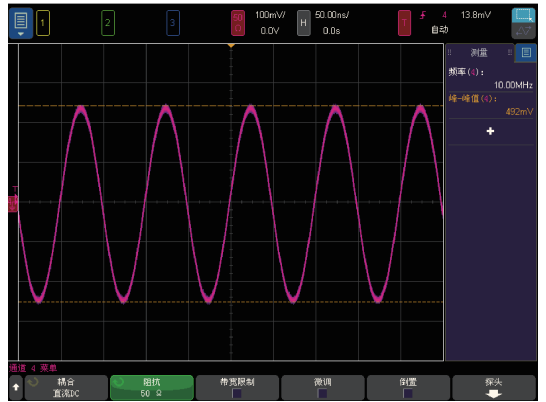 1
2
3
50
Ω
100mV/
0.0V
H
50.00ns/
0.0s
T
4
13.8mV
自动
测量
频率(4):
10.00MHz
峰-峰值(4):
492mV
+
T
通道 4 菜单
耦合
直流DC
阻抗
50 Ω
带宽限制
微调
倒置
探头